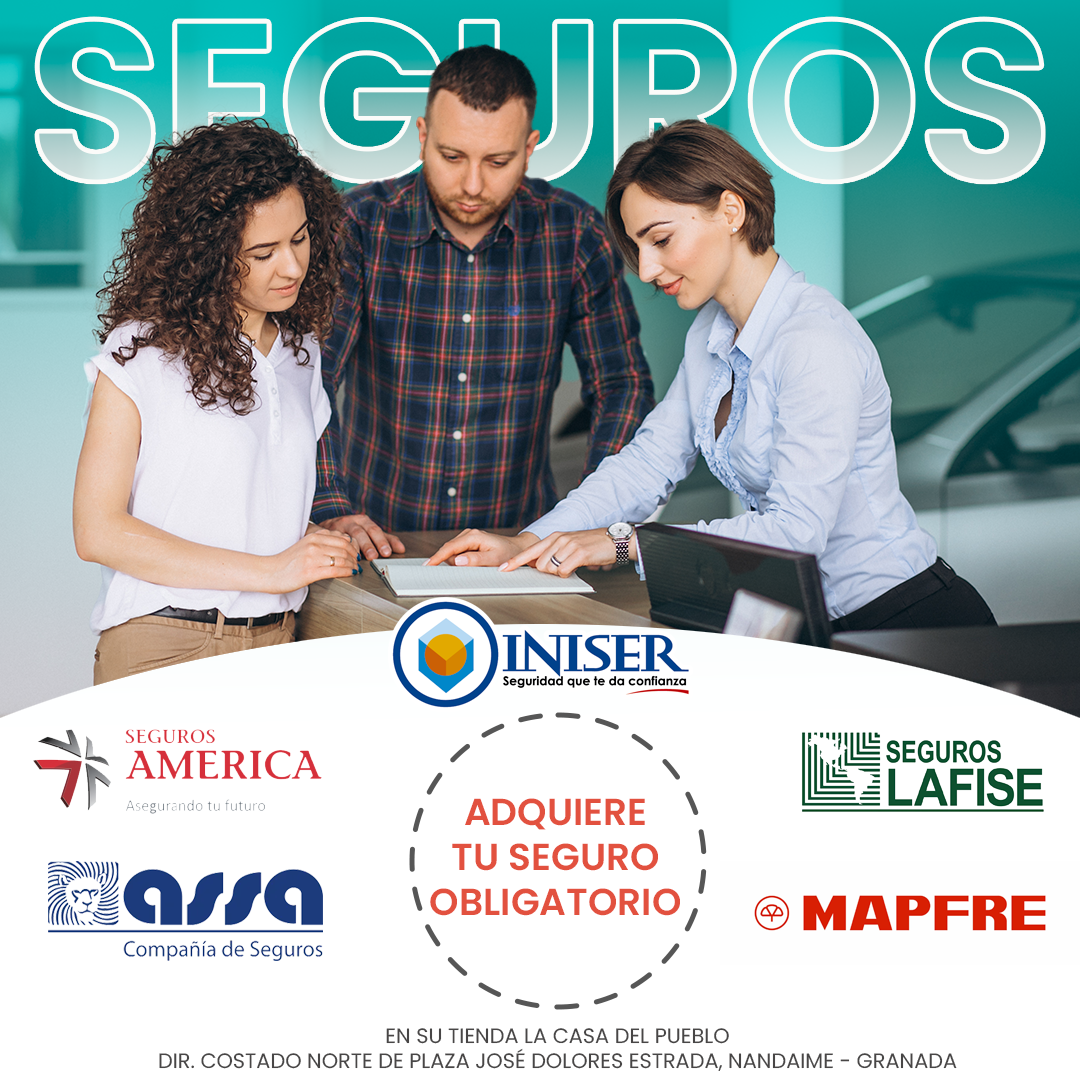 SEGUROS
INISER
Seguridad que te da confianza
SEGUROS
AMERICA
Asegurando tu futuro
SEGUROS
LAFISE
ADQUIERE
TU SEGURO
OBLIGATORIO
assa
Compañía de Seguros
MAPFRE
EN SU TIENDA LA CASA DEL PUEBLO
DIR. COSTADO NORTE DE PLAZA JOSÉ DOLORES ESTRADA, NANDAIME - GRANADA